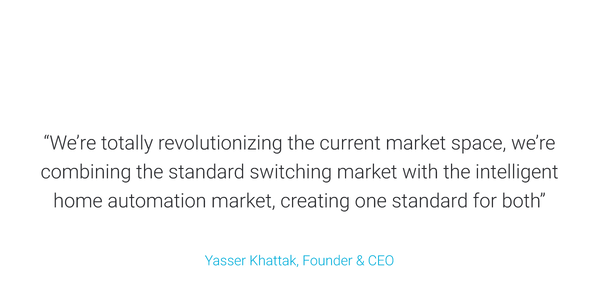 “We’re totally revolutionizing the current market space, we’re
combining the standard switching market with the intelligent
home automation market, creating one standard for both”
Yasser Khattak, Founder & CEO